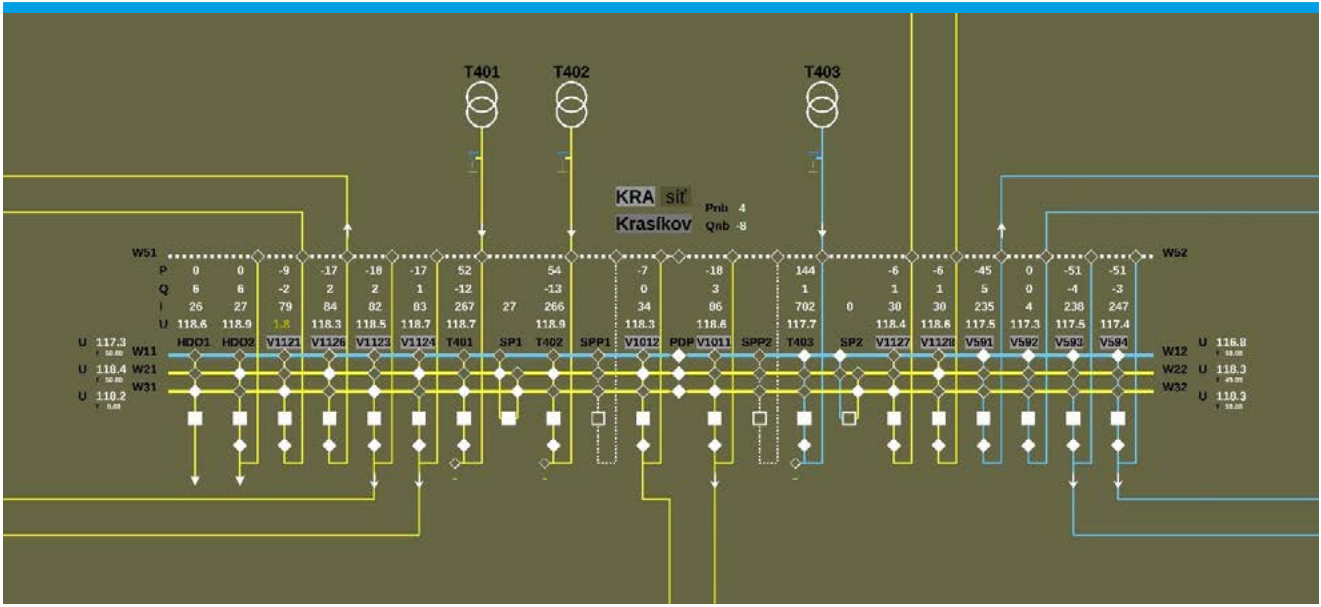 T401 T402 T403
KRA síť
Krasíkov
Pnb 4
Qnb -8
W51 W52
P 0 0 -9 -17 -18 -17 52 54 -7 -18 144 -6 -6 -45 0 -51 -51
Q 6 6 -2 2 2 1 -12 -13 0 3 1 1 1 5 0 -4 -3
I 26 27 79 84 82 83 267 27 266 34 86 702 0 30 30 235 4 238 247
U 118.6 118.9 1.8 118.3 118.5 118.7 118.7 118.9 118.3 118.6 117.7 118.4 118.6 117.5 117.3 117.5 117.4
HDO1 HDO2 V1121 V1126 V1123 V1124 T401 SP1 T402 SPP1 V1012 PDP V1011 SPP2 T403 SP2 V1127 V1128 V591 V592 V593 V594
U 117.3 W11 W12 U 116.8
U 118.4 W21 W22 U 118.3
U 118.2 W31 W32 U 118.3